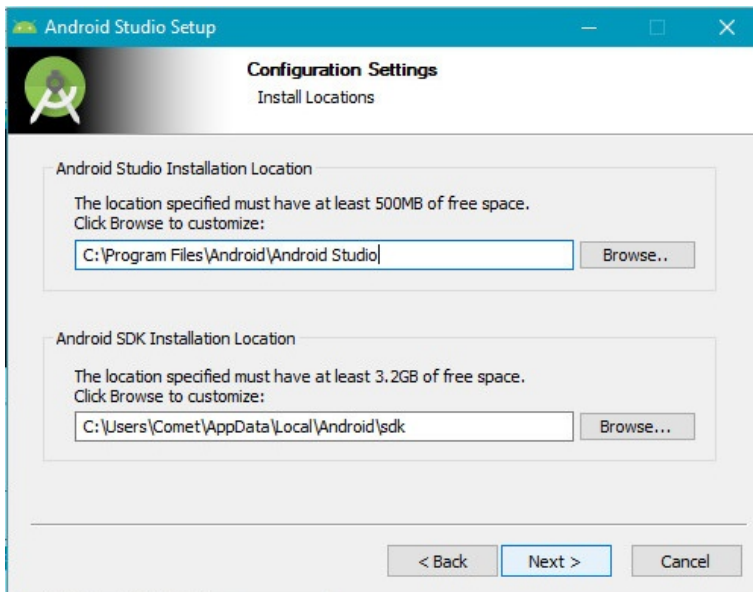 Android Studio Setup
Configuration Settings
Install Locations
Android Studio Installation Location
The location specified must have at least 500MB of free space.
Click Browse to customize:
C:\Program Files\Android\Android Studio
Browse..
Android SDK Installation Location
The location specified must have at least 3.2GB of free space.
Click Browse to customize:
C:\Users\Comet\AppData\Local\Android\sdk
Browse...
< Back
Next >
Cancel